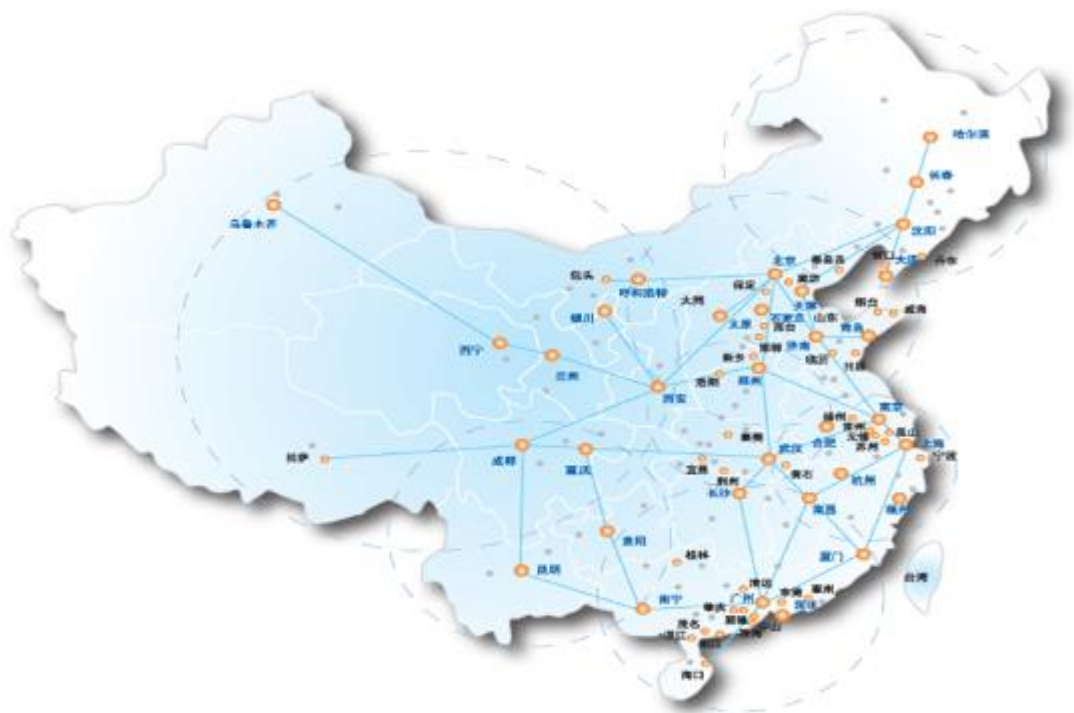 哈尔滨
长春
沈阳
乌鲁木齐
北京
秦皇岛
营口
大连
丹东
包头
呼和浩特
保定
廊坊
天津
烟台
威海
银川
太原
石家庄
山东
邢台
青岛
西宁
济南
邯郸
兰州
新乡
临沂
日照
洛阳
郑州
西安
南京
扬州
常州
昆山
襄樊
合肥
无锡
上海
拉萨
成都
武汉
苏州
宁波
重庆
宜昌
荆州
黄石
杭州
长沙
南昌
福州
贵阳
厦门
桂林
昆明
台湾
清远
南宁
广州
东莞
惠州
肇庆
深圳
茂名
湛江
珠海
海口